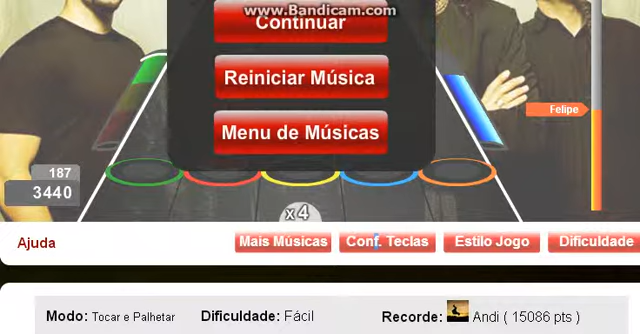 www.Bandicam.com
Continuar
Reiniciar Música
Menu de Músicas
Felipe
187
3440
x4
Ajuda
Mais Músicas
Conf. Teclas
Estilo Jogo
Dificuldade
Modo: Tocar e Palhetar
Dificuldade: Fácil
Recorde: Andi ( 15086 pts )